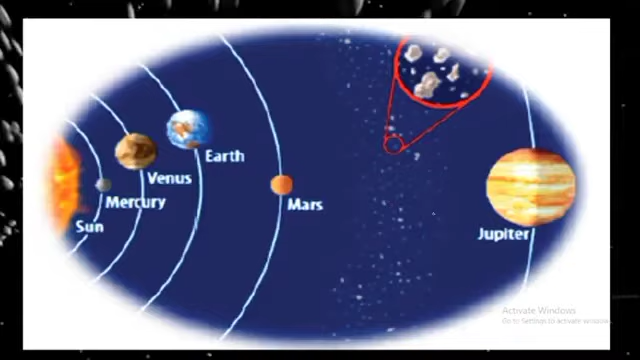 Earth
Venus
Mercury
Mars
Sun
Jupiter
?
Activate Windows
Go to Settings to activate Windows.